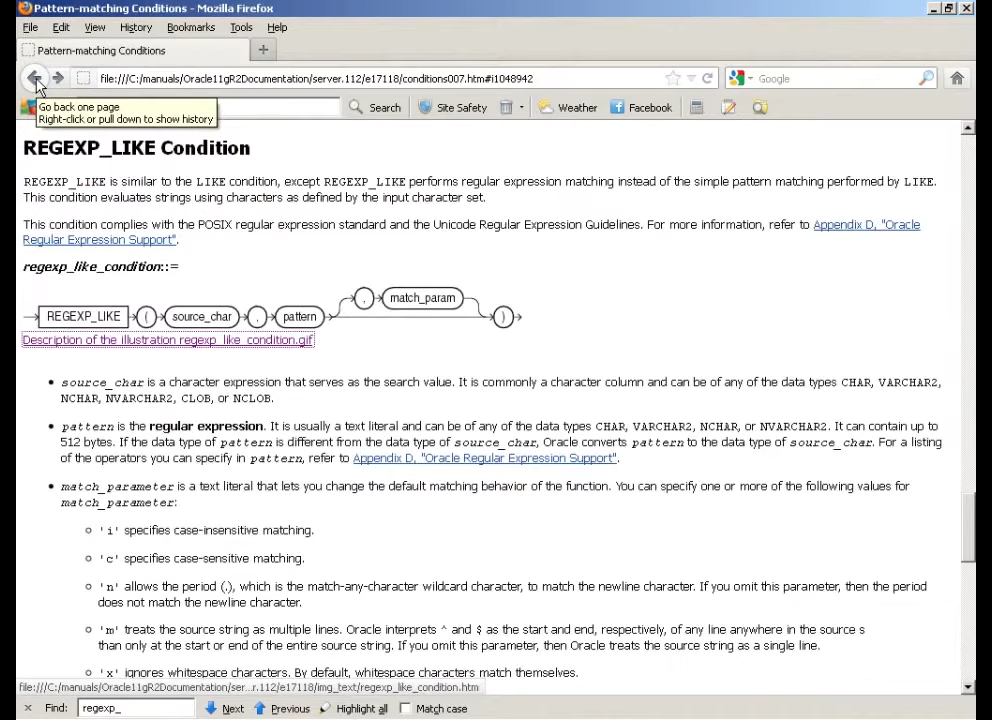 Pattern-matching Conditions - Mozilla Firefox
File Edit View History Bookmarks Tools Help
Pattern-matching Conditions
file:///C:/manuals/Oracle11gR2Documentation/server.112/e17118/conditions007.htm#i1048942 Google
Go back one page
Right-click or pull down to show history
Search Site Safety Weather Facebook
REGEXP_LIKE Condition
REGEXP_LIKE is similar to the LIKE condition, except REGEXP_LIKE performs regular expression matching instead of the simple pattern matching performed by LIKE.
This condition evaluates strings using characters as defined by the input character set.
This condition complies with the POSIX regular expression standard and the Unicode Regular Expression Guidelines. For more information, refer to Appendix D, "Oracle
Regular Expression Support".
regexp_like_condition::=
, match_param
REGEXP_LIKE ( source_char , pattern )
Description of the illustration regexp_like_condition.gif
• source_char is a character expression that serves as the search value. It is commonly a character column and can be of any of the data types CHAR, VARCHAR2,
NCHAR, NVARCHAR2, CLOB, or NCLOB.
• pattern is the regular expression. It is usually a text literal and can be of any of the data types CHAR, VARCHAR2, NCHAR, or NVARCHAR2. It can contain up to
512 bytes. If the data type of pattern is different from the data type of source_char, Oracle converts pattern to the data type of source_char. For a listing
of the operators you can specify in pattern, refer to Appendix D, "Oracle Regular Expression Support".
• match_parameter is a text literal that lets you change the default matching behavior of the function. You can specify one or more of the following values for
match_parameter:
'i' specifies case-insensitive matching.
'c' specifies case-sensitive matching.
'n' allows the period (.), which is the match-any-character wildcard character, to match the newline character. If you omit this parameter, then the period
does not match the newline character.
'm' treats the source string as multiple lines. Oracle interprets ^ and $ as the start and end, respectively, of any line anywhere in the source s
than only at the start or end of the entire source string. If you omit this parameter, then Oracle treats the source string as a single line.
'x' ignores whitespace characters. By default, whitespace characters match themselves.
file:///C:/manuals/Oracle11gR2Documentation/ser...r.112/e17118/img_text/regexp_like_condition.htm
× Find: regexp_ Next Previous Highlight all Match case